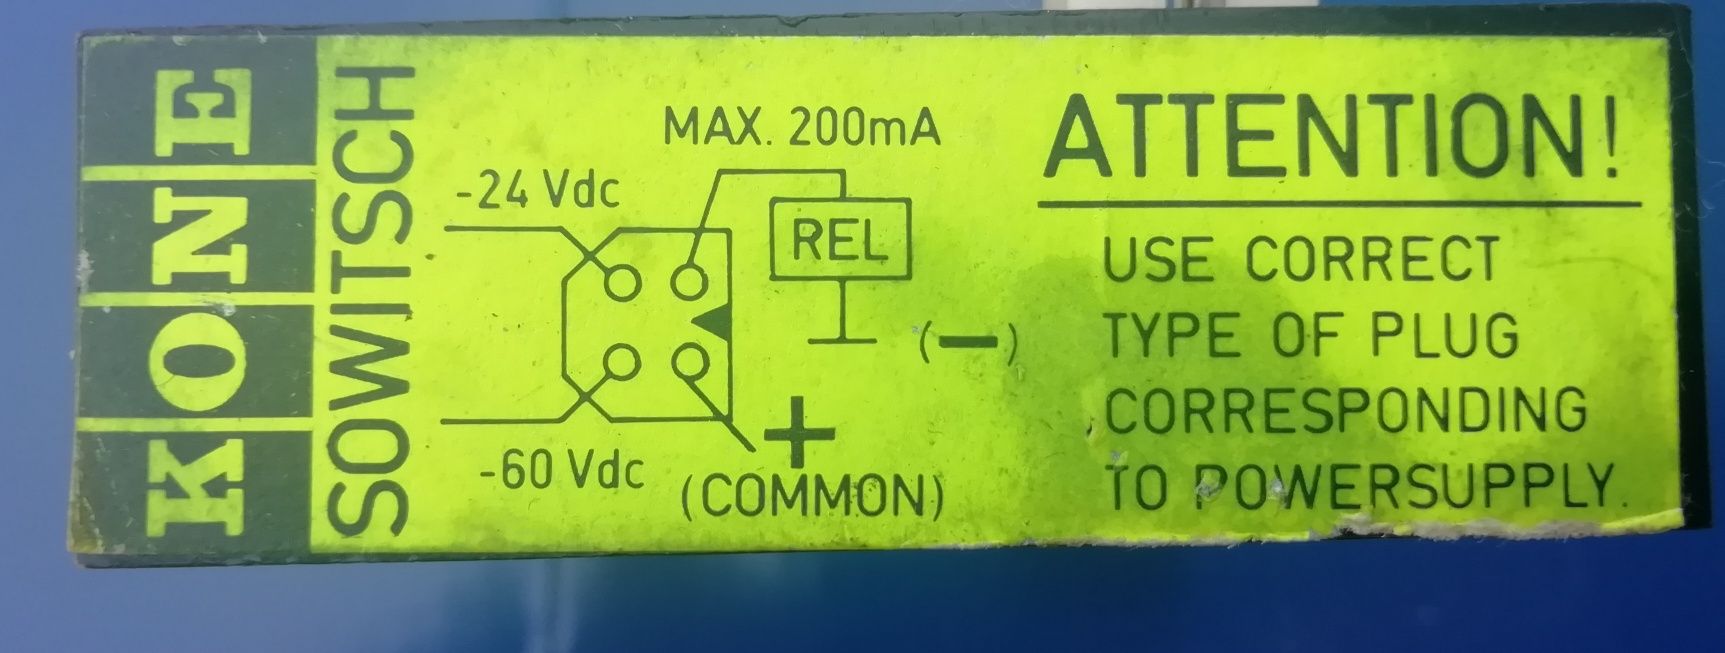 KONE
SOWITSCH
MAX. 200mA
-24 Vdc
REL
(-)
-60 Vdc
+
(COMMON)
ATTENTION!
USE CORRECT
TYPE OF PLUG
CORRESPONDING
TO POWERSUPPLY.